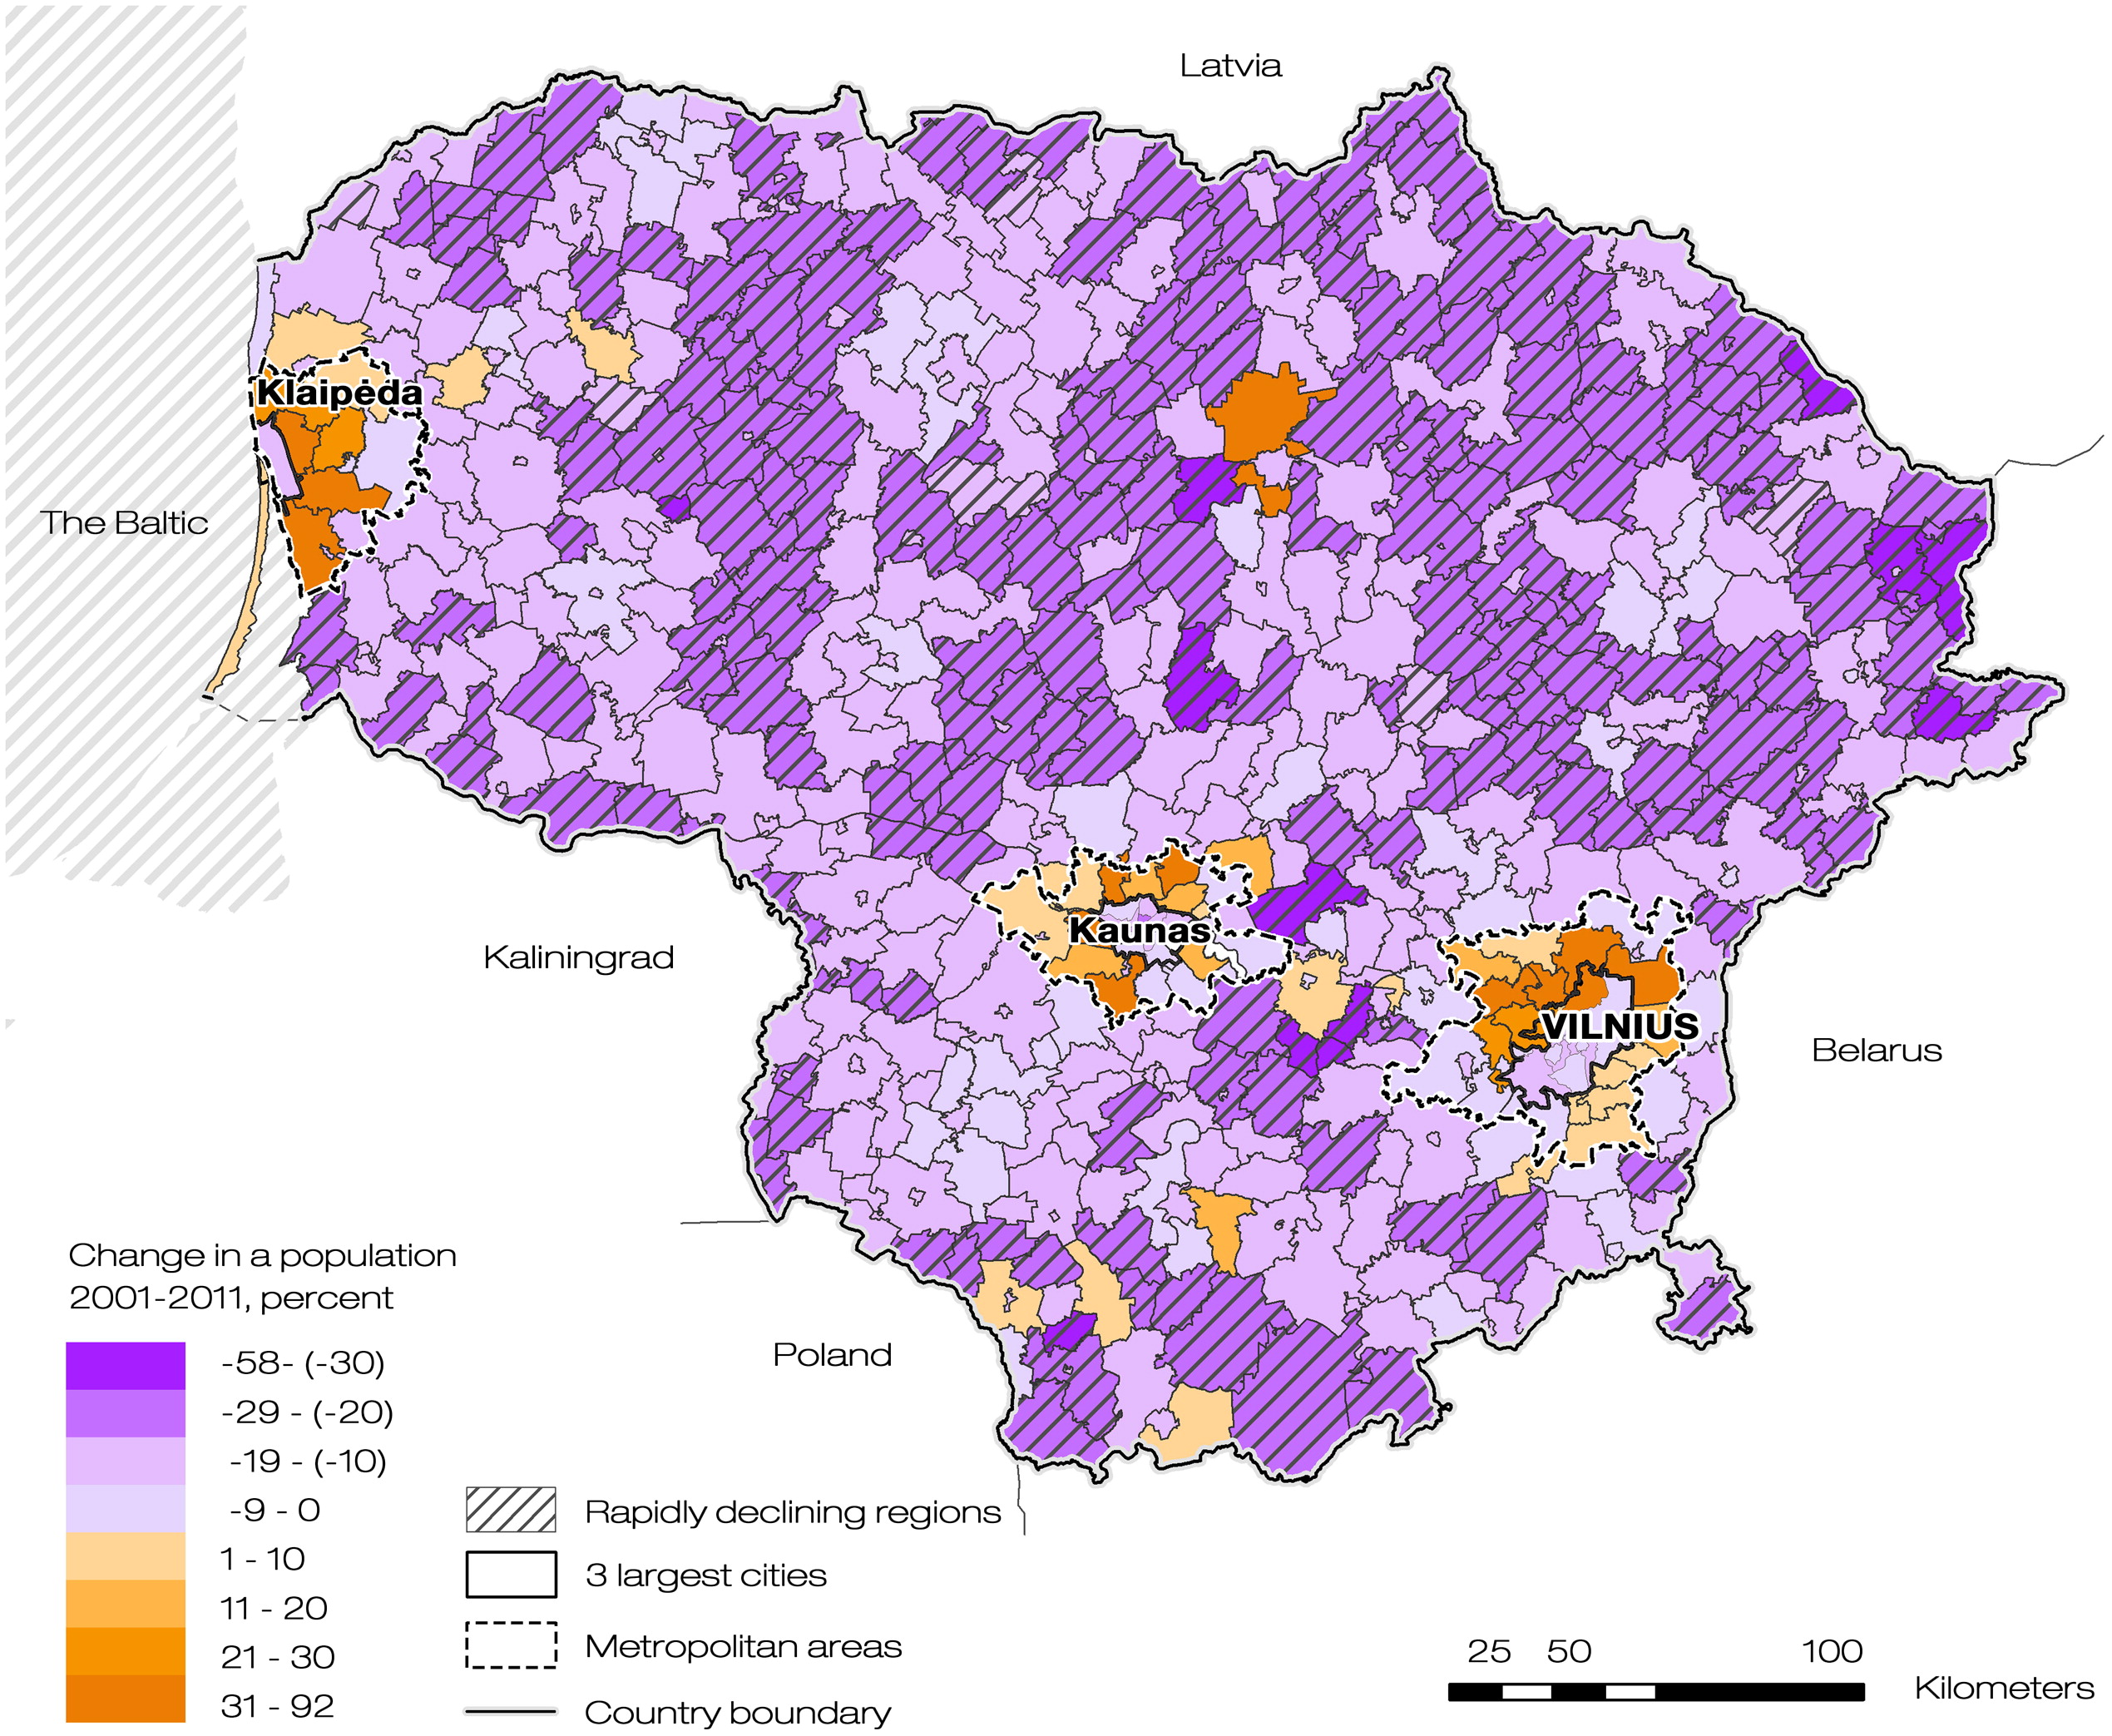 Latvia
Klaipėda
The Baltic
Kaunas
Kaliningrad
VILNIUS
Belarus
Poland
Change in a population
2001-2011, percent
-58- (-30)
-29 - (-20)
-19 - (-10)
-9 - 0
1 - 10
11 - 20
21 - 30
31 - 92
Rapidly declining regions
3 largest cities
Metropolitan areas
Country boundary
25 50 100
Kilometers